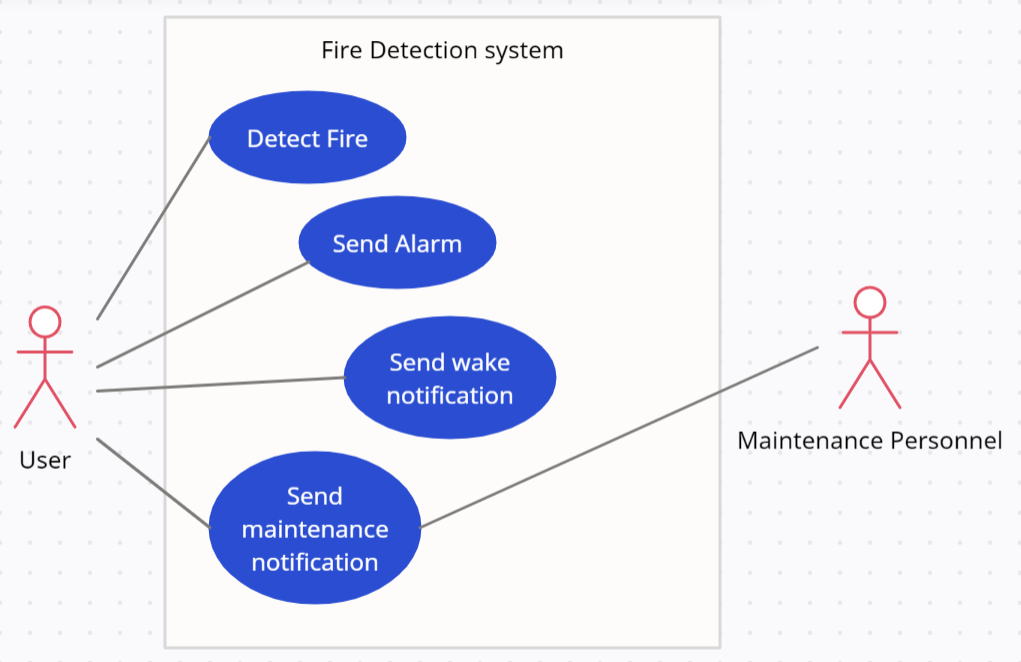 Fire Detection system
Detect Fire
Send Alarm
Send wake
notification
Maintenance Personnel
User
Send
maintenance
notification